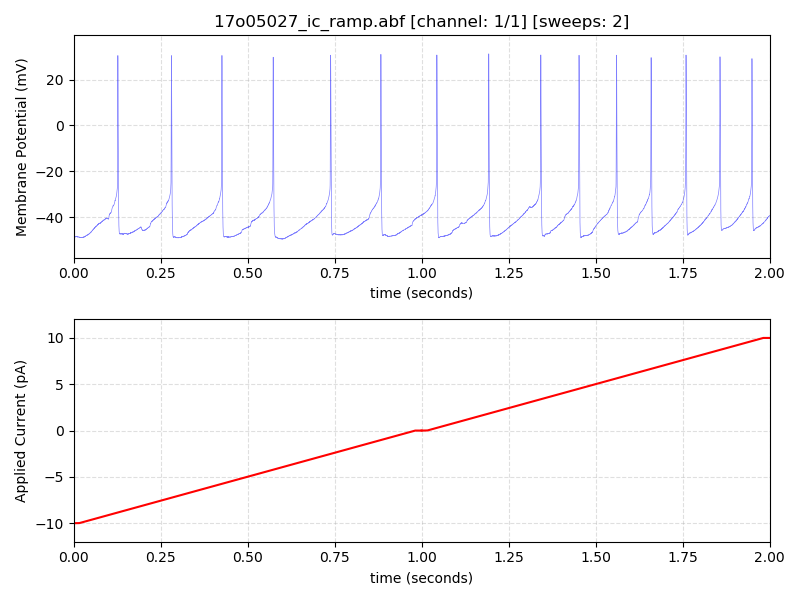 17o05027_ic_ramp.abf [channel: 1/1] [sweeps: 2]
Membrane Potential (mV)
20
0
−20
−40
0.00 0.25 0.50 0.75 1.00 1.25 1.50 1.75 2.00
time (seconds)
Applied Current (pA)
10
5
0
−5
−10
0.00 0.25 0.50 0.75 1.00 1.25 1.50 1.75 2.00
time (seconds)